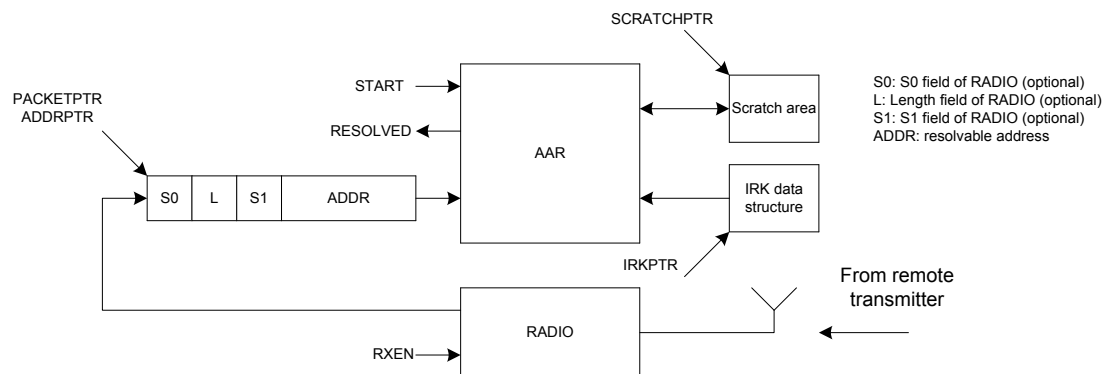 SCRATCHPTR
S0: S0 field of RADIO (optional)
L: Length field of RADIO (optional)
S1: S1 field of RADIO (optional)
ADDR: resolvable address
START
PACKETPTR
ADDRPTR
Scratch area
RESOLVED
AAR
S0
L
S1
ADDR
IRK data
structure
IRKPTR
From remote
transmitter
RADIO
RXEN